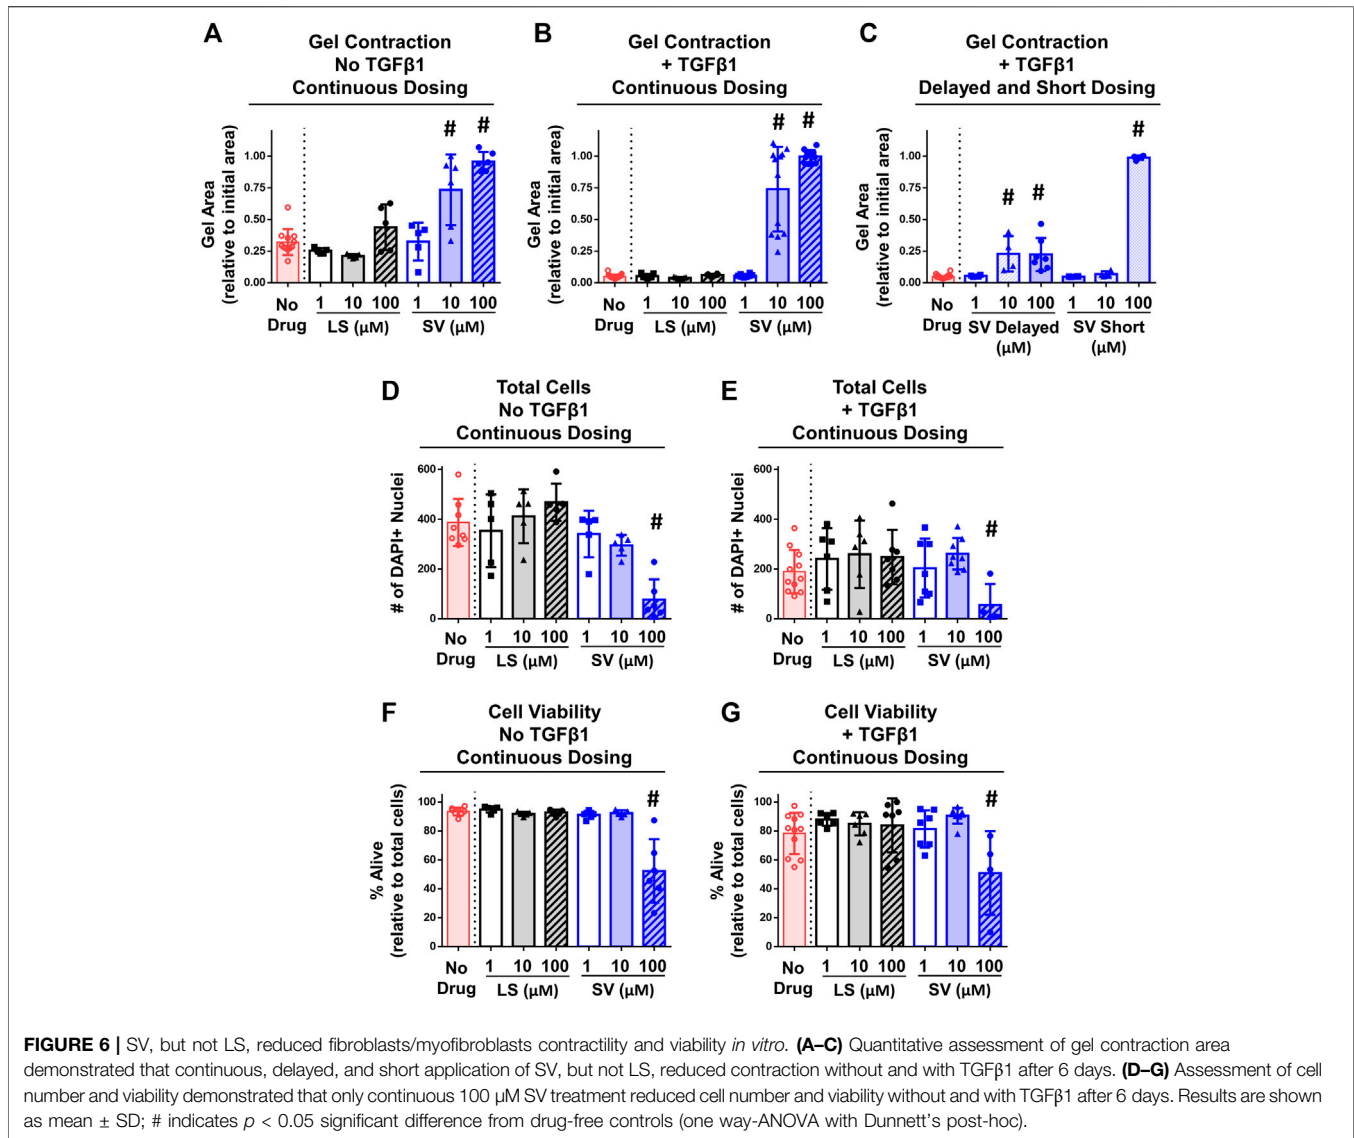 A
Gel Contraction
No TGFβ1
Continuous Dosing
Gel Area
(relative to initial area)
# #
1.00
0.75
0.50
0.25
0.00
No
Drug
1 10 100
LS (µM)
1 10 100
SV (µM)
B
Gel Contraction
+ TGFβ1
Continuous Dosing
Gel Area
(relative to initial area)
# #
1.00
0.75
0.50
0.25
0.00
No
Drug
1 10 100
LS (µM)
1 10 100
SV (µM)
C
Gel Contraction
+ TGFβ1
Delayed and Short Dosing
Gel Area
(relative to initial area)
# # #
1.00
0.75
0.50
0.25
0.00
No
Drug
1 10 100
SV Delayed
(µM)
1 10 100
SV Short
(µM)
D
Total Cells
No TGFβ1
Continuous Dosing
# of DAPI+ Nuclei
#
600
400
200
0
No
Drug
1 10 100
LS (µM)
1 10 100
SV (µM)
E
Total Cells
+ TGFβ1
Continuous Dosing
# of DAPI+ Nuclei
#
600
400
200
0
No
Drug
1 10 100
LS (µM)
1 10 100
SV (µM)
F
Cell Viability
No TGFβ1
Continuous Dosing
% Alive
(relative to total cells)
#
100
80
60
40
20
0
No
Drug
1 10 100
LS (µM)
1 10 100
SV (µM)
G
Cell Viability
+ TGFβ1
Continuous Dosing
% Alive
(relative to total cells)
#
100
80
60
40
20
0
No
Drug
1 10 100
LS (µM)
1 10 100
SV (µM)
FIGURE 6 | SV, but not LS, reduced fibroblasts/myofibroblasts contractility and viability in vitro. (A–C) Quantitative assessment of gel contraction area
demonstrated that continuous, delayed, and short application of SV, but not LS, reduced contraction without and with TGFβ1 after 6 days. (D–G) Assessment of cell
number and viability demonstrated that only continuous 100 µM SV treatment reduced cell number and viability without and with TGFβ1 after 6 days. Results are shown
as mean ± SD; # indicates p < 0.05 significant difference from drug-free controls (one way-ANOVA with Dunnett's post-hoc).